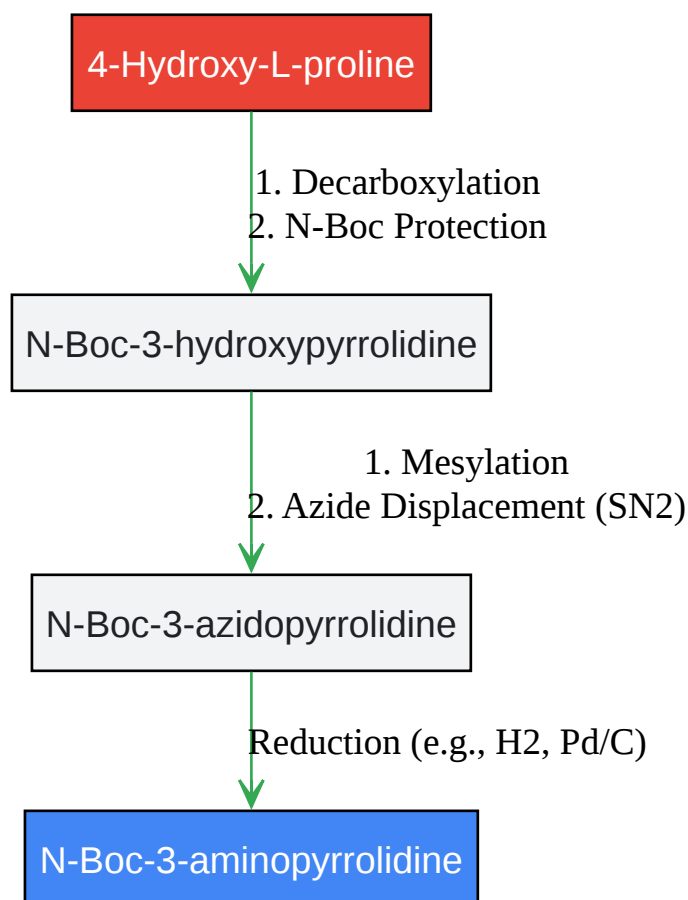 4-Hydroxy-L-proline
1. Decarboxylation
2. N-Boc Protection
N-Boc-3-hydroxypyrrolidine
1. Mesylation
2. Azide Displacement (SN2)
N-Boc-3-azidopyrrolidine
Reduction (e.g., H2, Pd/C)
N-Boc-3-aminopyrrolidine